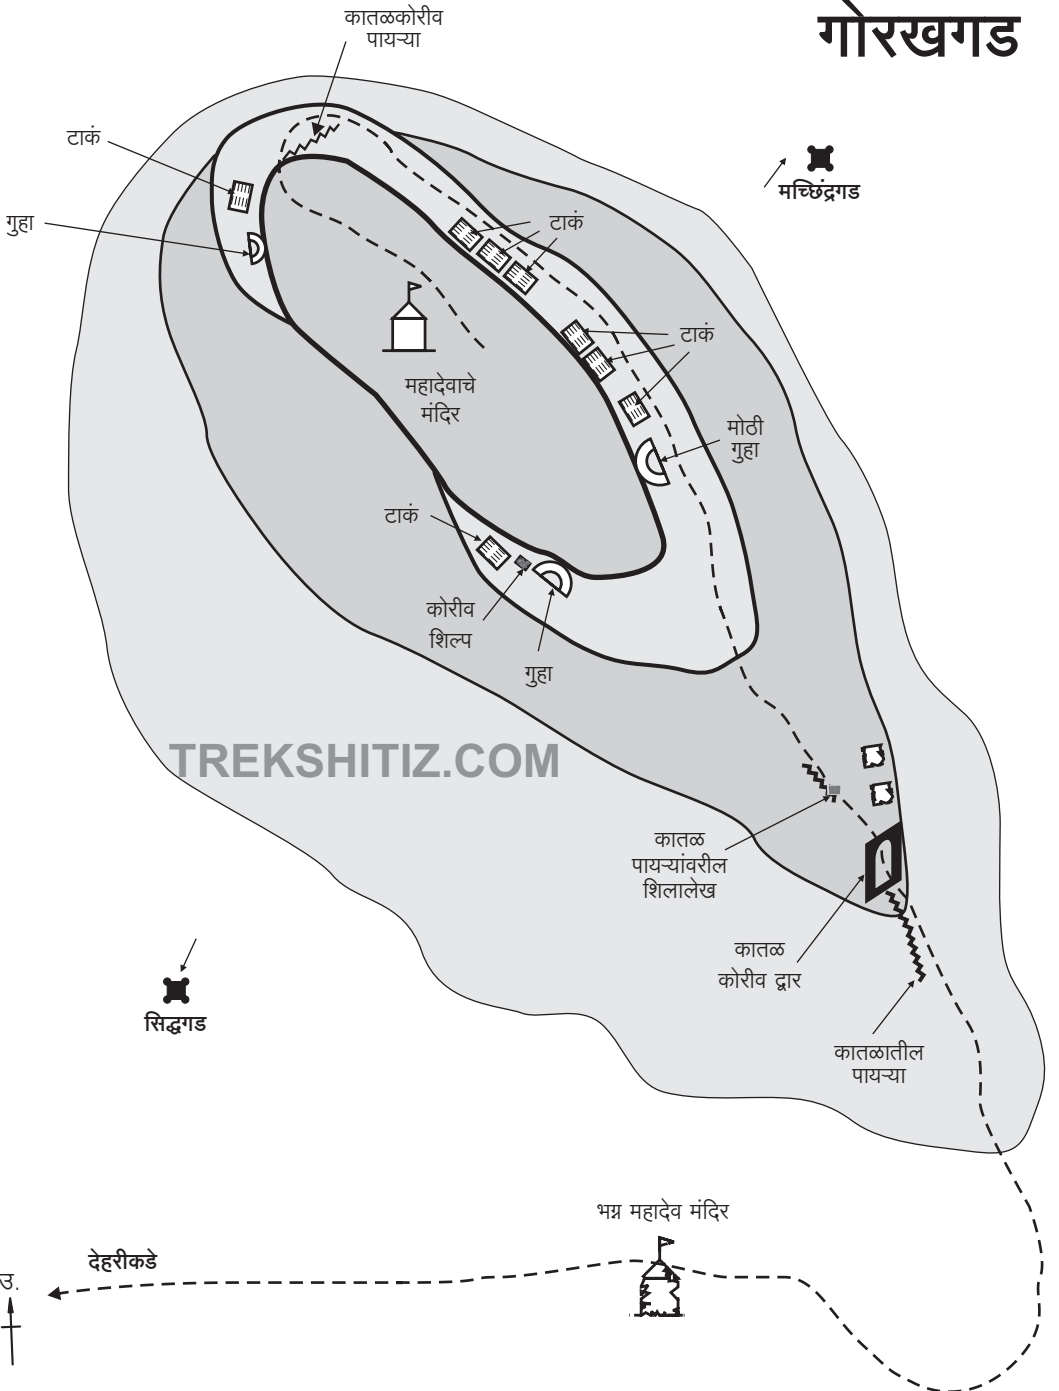 गोरखगड
कातळकोरीव
पायऱ्या
टाकं
मच्छिंद्रगड
गुहा
टाकं
टाकं
महादेवाचे
मंदिर
मोठी
गुहा
टाकं
कोरीव
शिल्प
गुहा
TREKSHITIZ.COM
कातळ
पायऱ्यांवरील
शिलालेख
कातळ
कोरीव द्वार
सिद्धगड
कातळातील
पायऱ्या
भग्न महादेव मंदिर
देहरीकडे
उ.